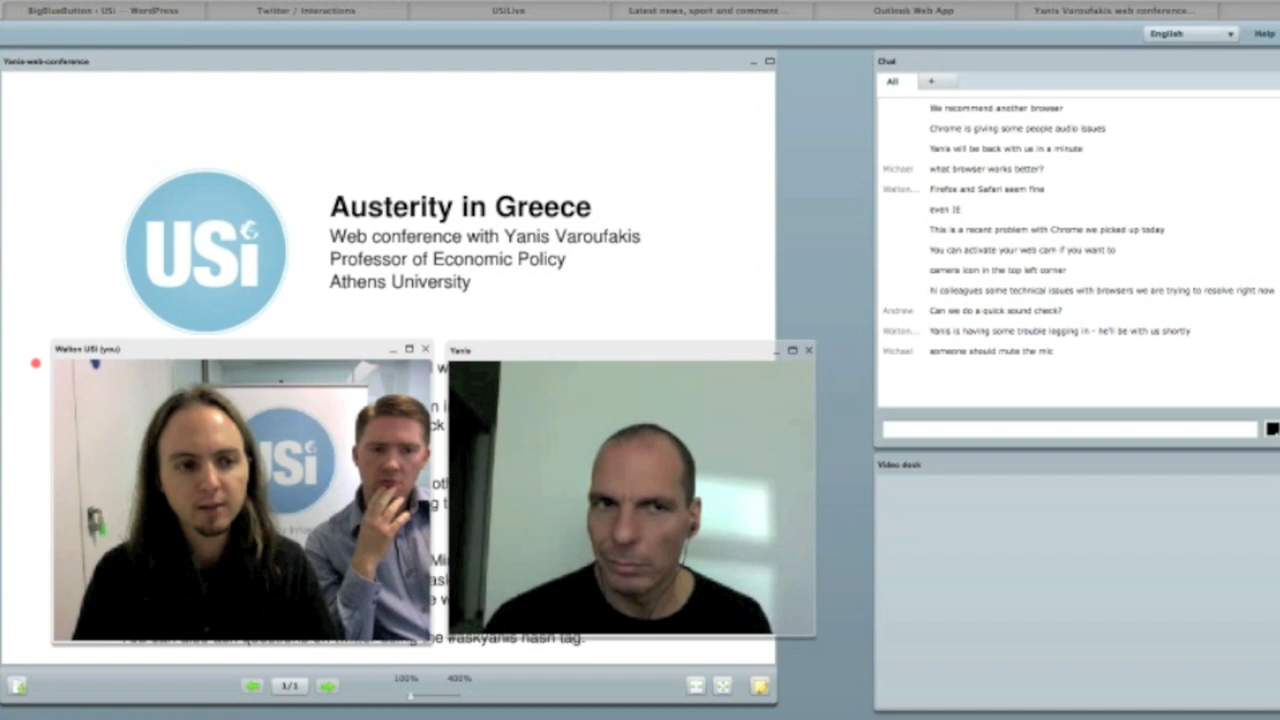 BigBlueButton ‹ USi — WordPress
Twitter / Interactions
USiLive
Latest news, sport and comment ...
Outlook Web App
Yanis Varoufakis web conference...
English
Help
Yanis-web-conference
Chat
All
+
We recommend another browser
Chrome is giving some people audio issues
Yanis will be back with us in a minute
Michael what browser works better?
Walton... Firefox and Safari seem fine
even IE
This is a recent problem with Chrome we picked up today
You can activate your web cam if you want to
camera icon in the top left corner
hi colleagues some technical issues with browsers we are trying to resolve right now
Andrew Can we do a quick sound check?
Walton... Yanis is having some trouble logging in - he'll be with us shortly
Michael someone should mute the mic
USi
Austerity in Greece
Web conference with Yanis Varoufakis
Professor of Economic Policy
Athens University
Walton USi (you)
Yanis
USi
#askyanis hash tag.
Video dock
1/1
100%
400%